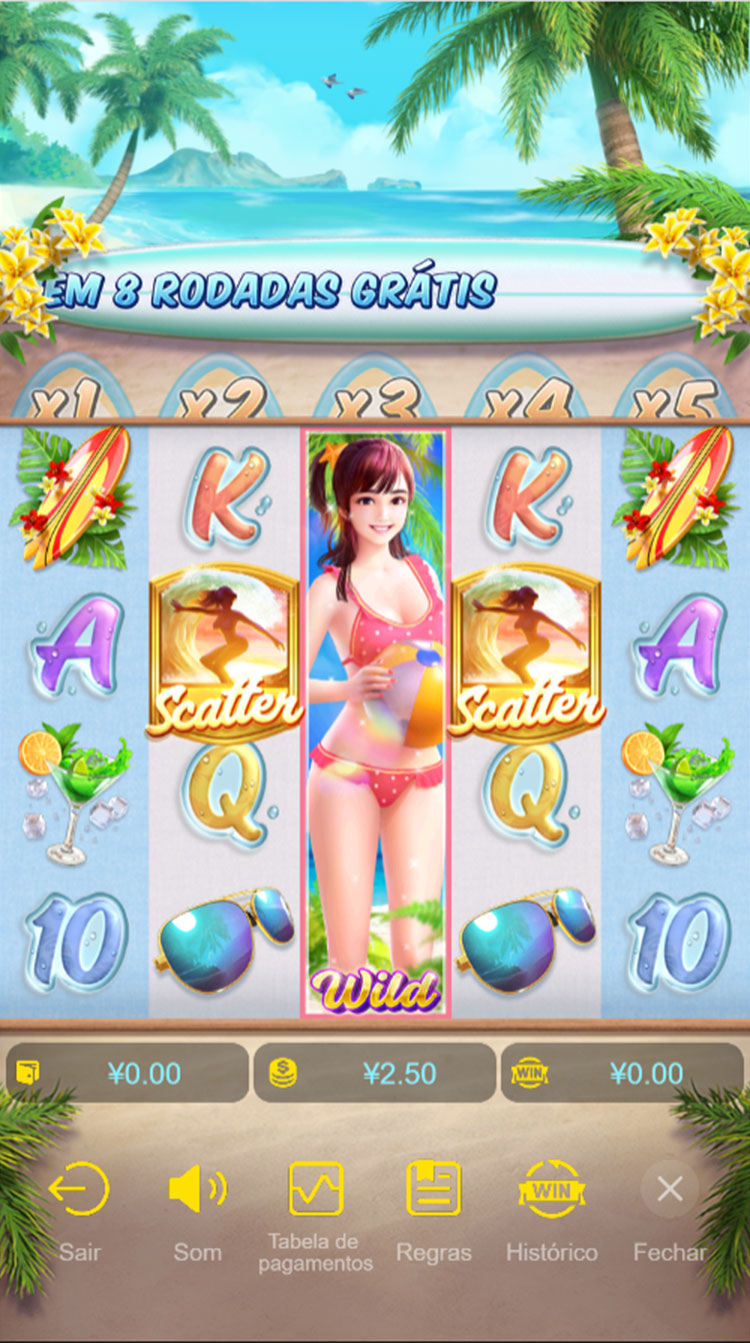 EM 8 RODADAS GRÁTIS
x1 x2 x3 x4 x5
K K
A A
Scatter Scatter
Q Q
10 10
Wild
¥0.00 ¥2.50 WIN ¥0.00
WIN
Sair Som Tabela de pagamentos Regras Histórico Fechar